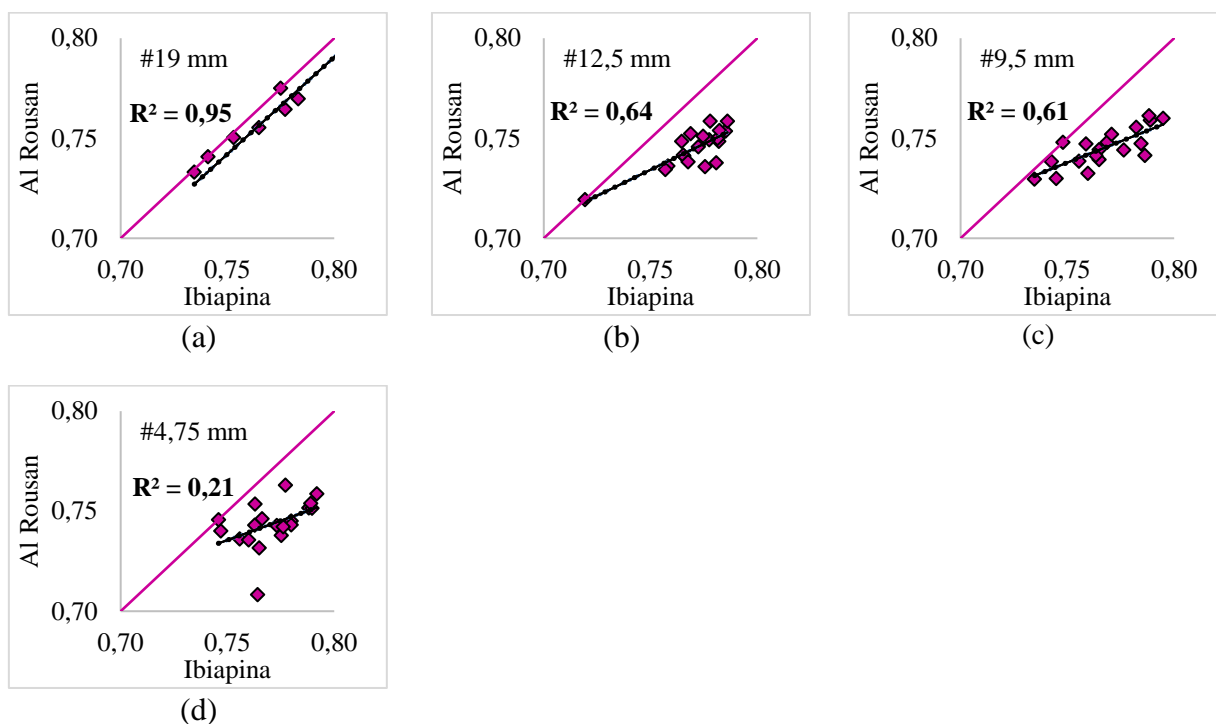 0,80
#19 mm
R² = 0,95
0,75
Al Rousan
0,70
0,70 0,75 0,80
Ibiapina
(a)
0,80
#12,5 mm
R² = 0,64
0,75
Al Rousan
0,70
0,70 0,75 0,80
Ibiapina
(b)
0,80
#9,5 mm
R² = 0,61
0,75
Al Rousan
0,70
0,70 0,75 0,80
Ibiapina
(c)
0,80
#4,75 mm
R² = 0,21
0,75
Al Rousan
0,70
0,70 0,75 0,80
Ibiapina
(d)